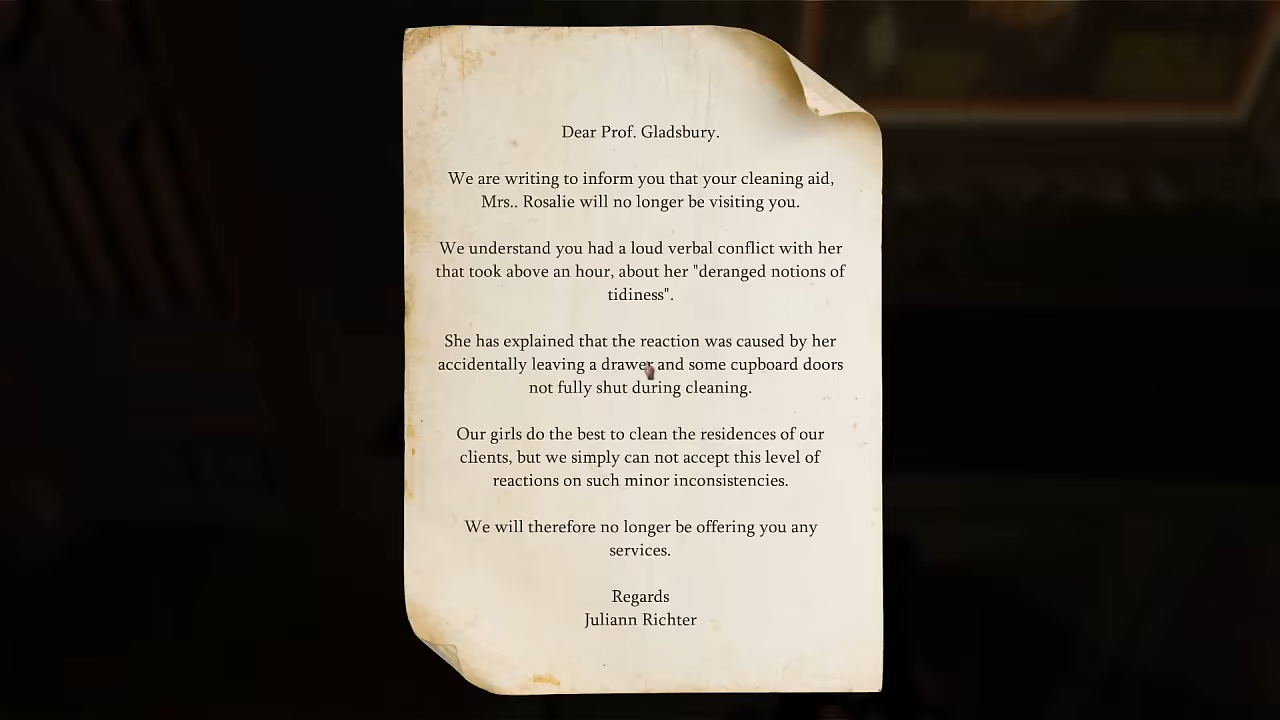 Dear Prof. Gladsbury.
We are writing to inform you that your cleaning aid,
Mrs.. Rosalie will no longer be visiting you.
We understand you had a loud verbal conflict with her
that took above an hour, about her "deranged notions of
tidiness".
She has explained that the reaction was caused by her
accidentally leaving a drawer and some cupboard doors
not fully shut during cleaning.
Our girls do the best to clean the residences of our
clients, but we simply can not accept this level of
reactions on such minor inconsistencies.
We will therefore no longer be offering you any
services.
Regards
Juliann Richter